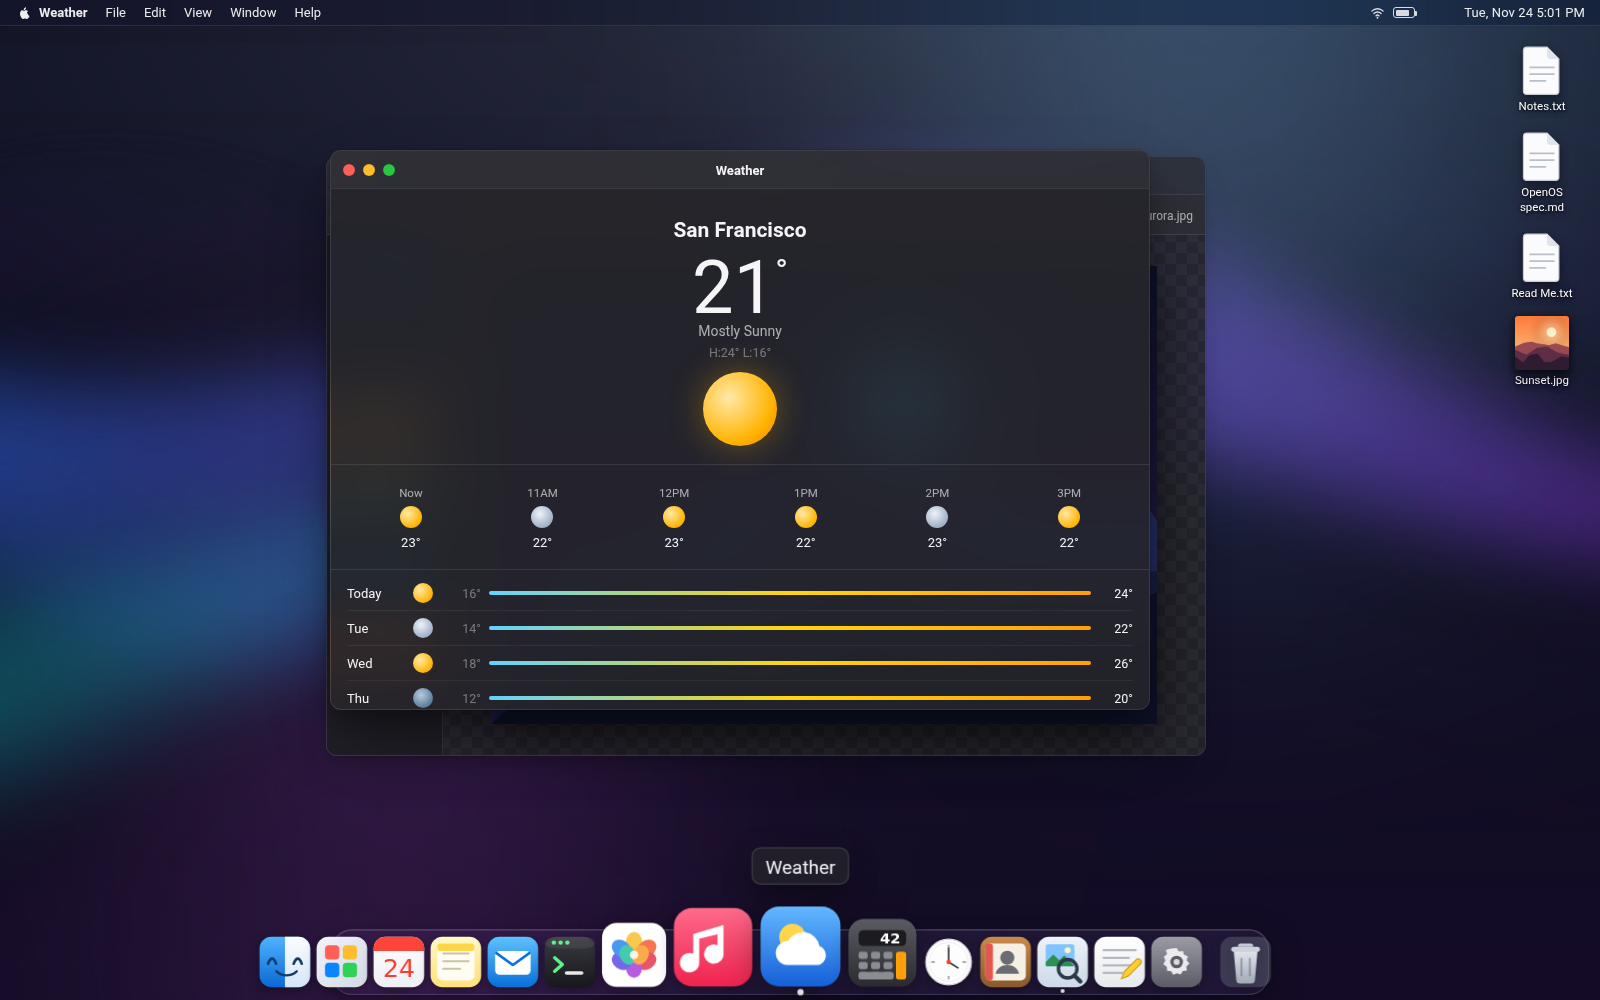 Weather File Edit View Window Help
Tue, Nov 24 5:01 PM
Notes.txt
OpenOS
spec.md
Read Me.txt
Sunset.jpg
Weather
San Francisco
21°
Mostly Sunny
H:24° L:16°
Now 11AM 12PM 1PM 2PM 3PM
23° 22° 23° 22° 23° 22°
Today 16° 24°
Tue 14° 22°
Wed 18° 26°
Thu 12° 20°
Weather
24
42